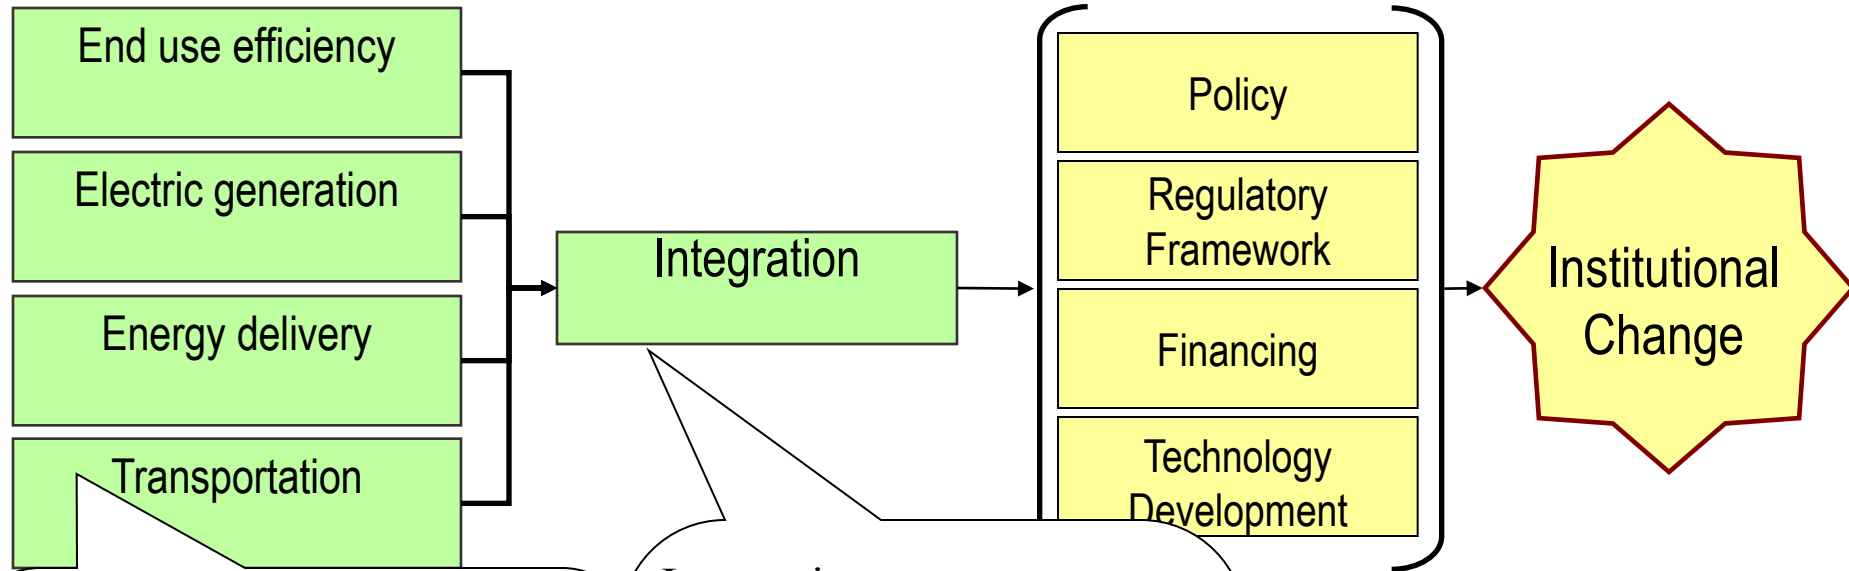 End use efficiency
Electric generation
Energy delivery
Transportation
Integration
Policy
Regulatory
Framework
Financing
Technology
Development
Institutional
Change